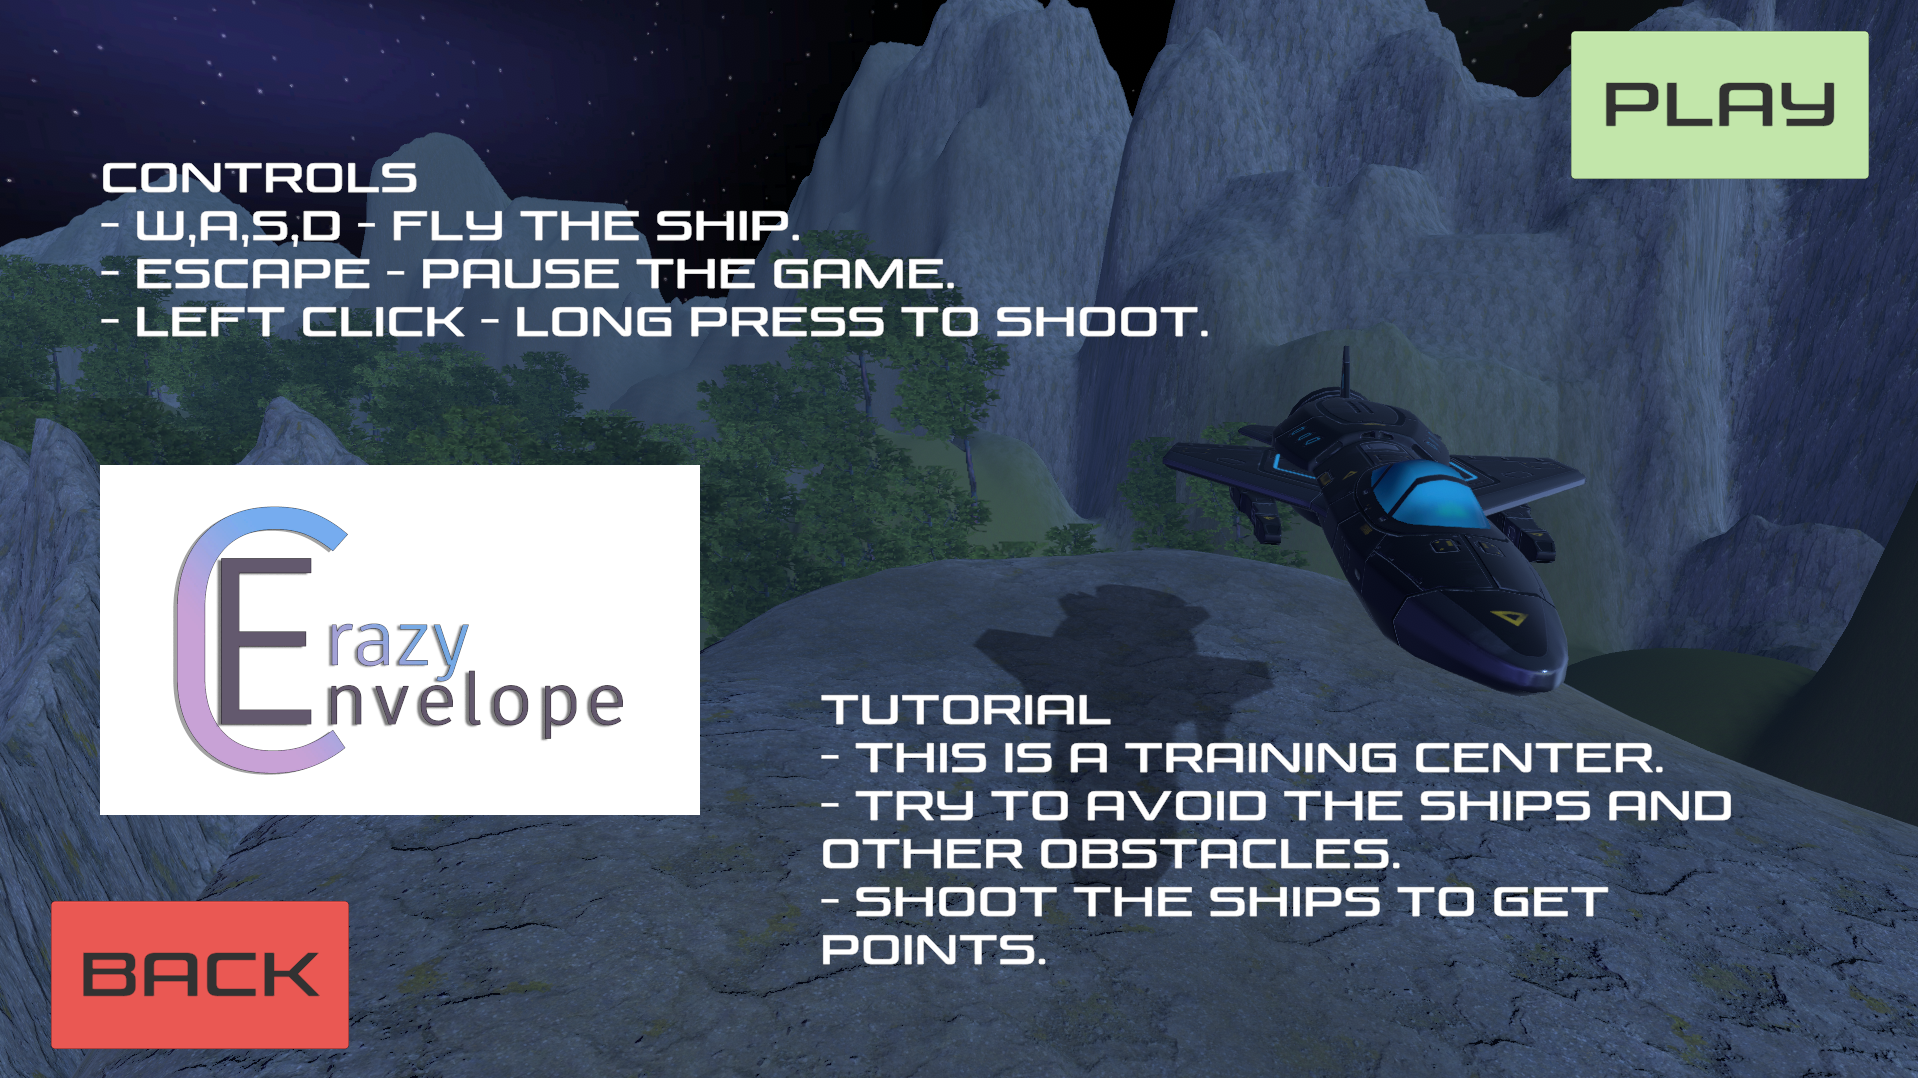 PLAY
CONTROLS
- W,A,S,D - FLY THE SHIP.
- ESCAPE - PAUSE THE GAME.
- LEFT CLICK - LONG PRESS TO SHOOT.
Crazy
Envelope
TUTORIAL
- THIS IS A TRAINING CENTER.
- TRY TO AVOID THE SHIPS AND
OTHER OBSTACLES.
- SHOOT THE SHIPS TO GET
POINTS.
BACK